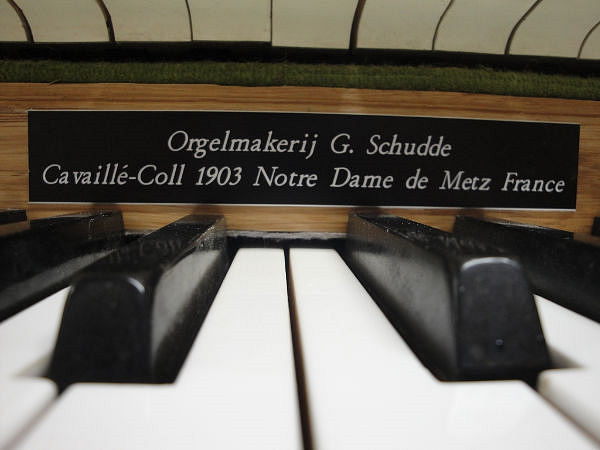 Orgelmakerij G. Schudde
Cavaillé-Coll 1903 Notre Dame de Metz France